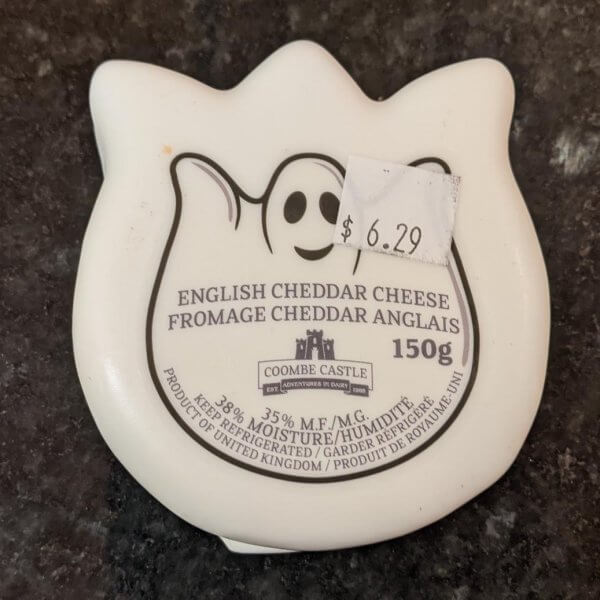 $ 6.29
ENGLISH CHEDDAR CHEESE
FROMAGE CHEDDAR ANGLAIS
150g
COOMBE CASTLE
EST. ADVENTURES IN DAIRY 1980
35% M.F./M.G.
38% MOISTURE/HUMIDITÉ
KEEP REFRIGERATED / GARDER RÉFRIGÉRÉ
PRODUCT OF UNITED KINGDOM / PRODUIT DE ROYAUME-UNI